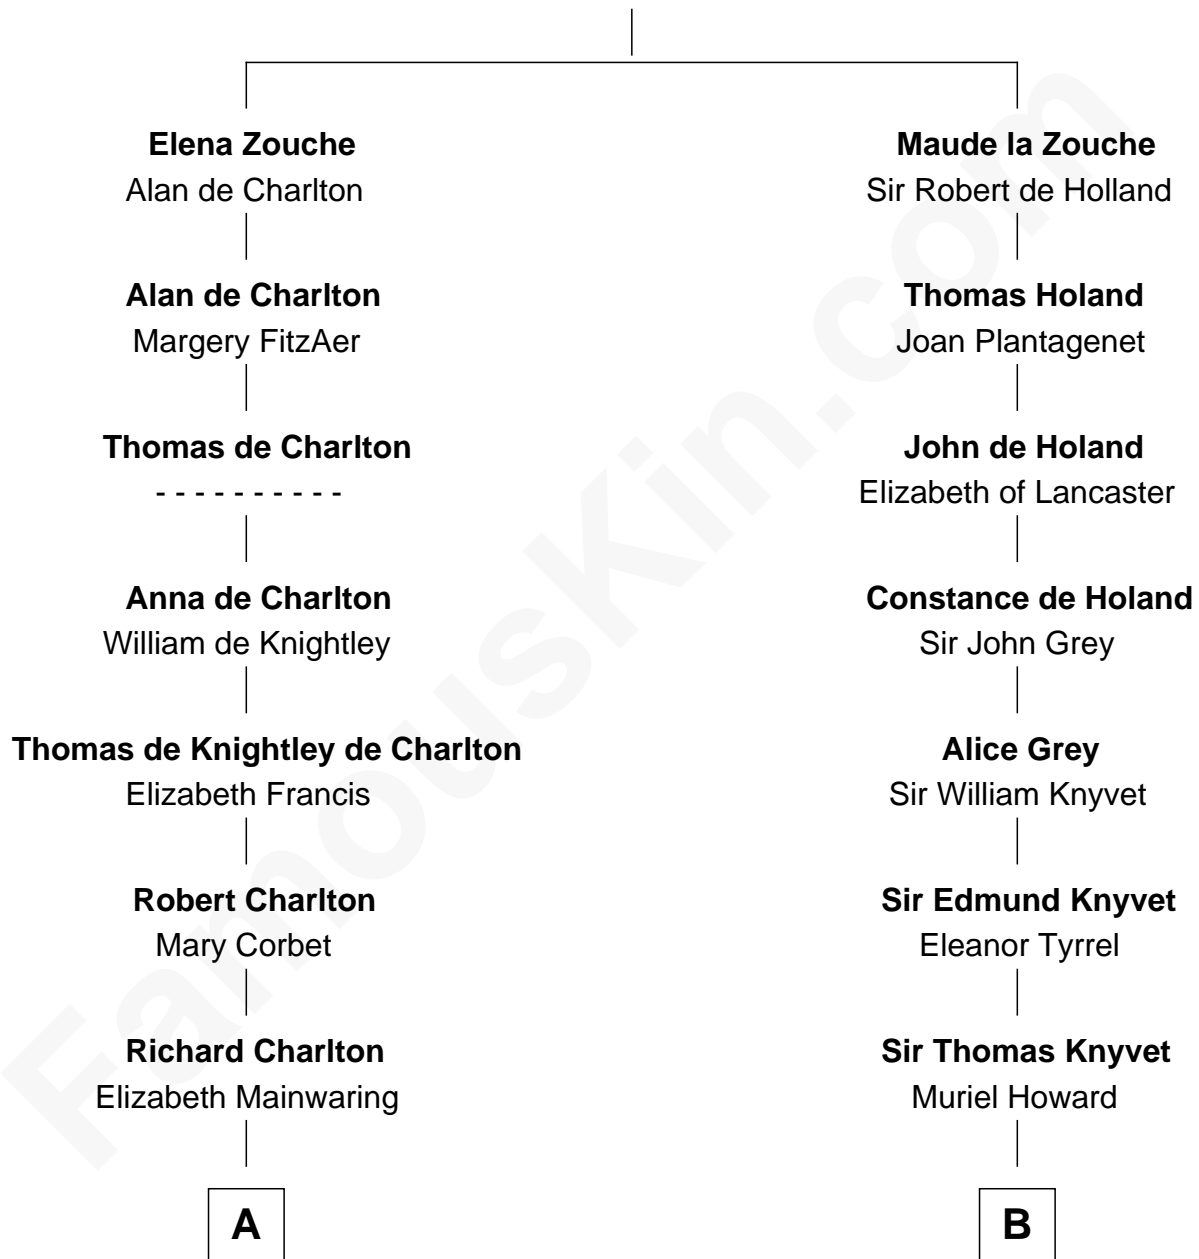 Elena Zouche
Alan de Charlton
Alan de Charlton
Margery FitzAer
Thomas de Charlton
- - - - - - - - - -
Anna de Charlton
William de Knightley
Thomas de Knightley de Charlton
Elizabeth Francis
Robert Charlton
Mary Corbet
Richard Charlton
Elizabeth Mainwaring
A
Maude la Zouche
Sir Robert de Holland
Thomas Holand
Joan Plantagenet
John de Holand
Elizabeth of Lancaster
Constance de Holand
Sir John Grey
Alice Grey
Sir William Knyvet
Sir Edmund Knyvet
Eleanor Tyrrel
Sir Thomas Knyvet
Muriel Howard
B
FamousKin.com